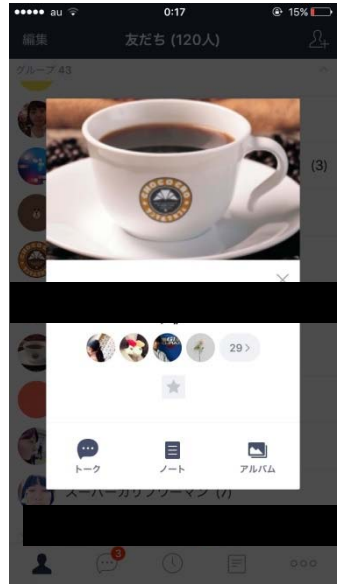 au 0:17 15%
編集 友だち (120人)
グループ 43
(3)
29 >
トーク ノート アルバム
スーパーカリフウーマン (7)
3